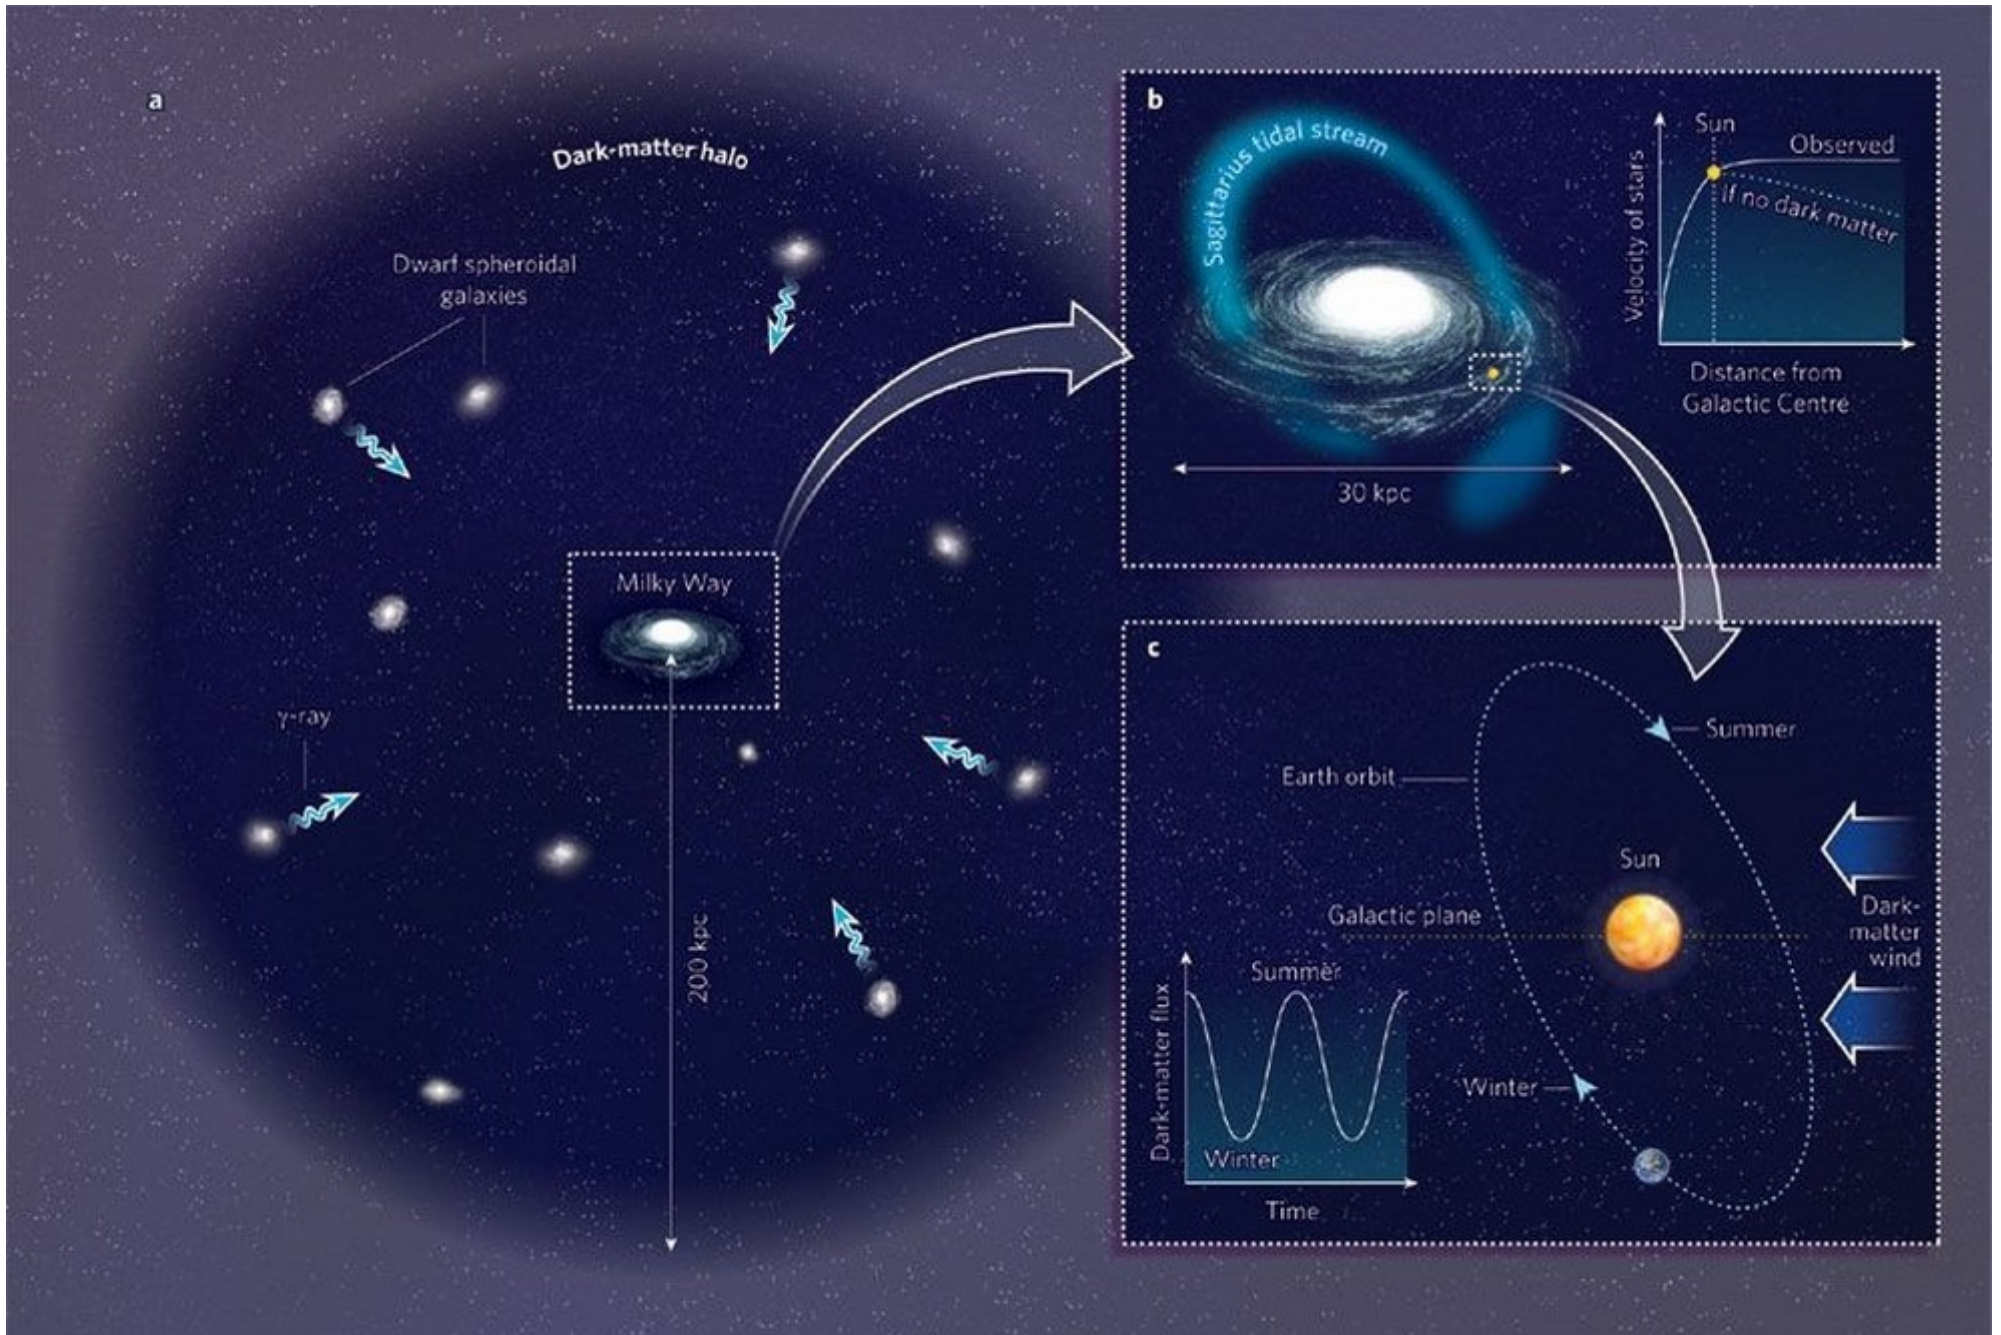 a
Dark-matter halo
Dwarf spheroidal
galaxies
Milky Way
γ-ray
200 kpc
b
Sagittarius tidal stream
30 kpc
Sun
Observed
If no dark matter
Velocity of stars
Distance from
Galactic Centre
c
Summer
Earth orbit
Sun
Galactic plane
Dark-
matter
wind
Winter
Summer
Dark-matter flux
Winter
Time